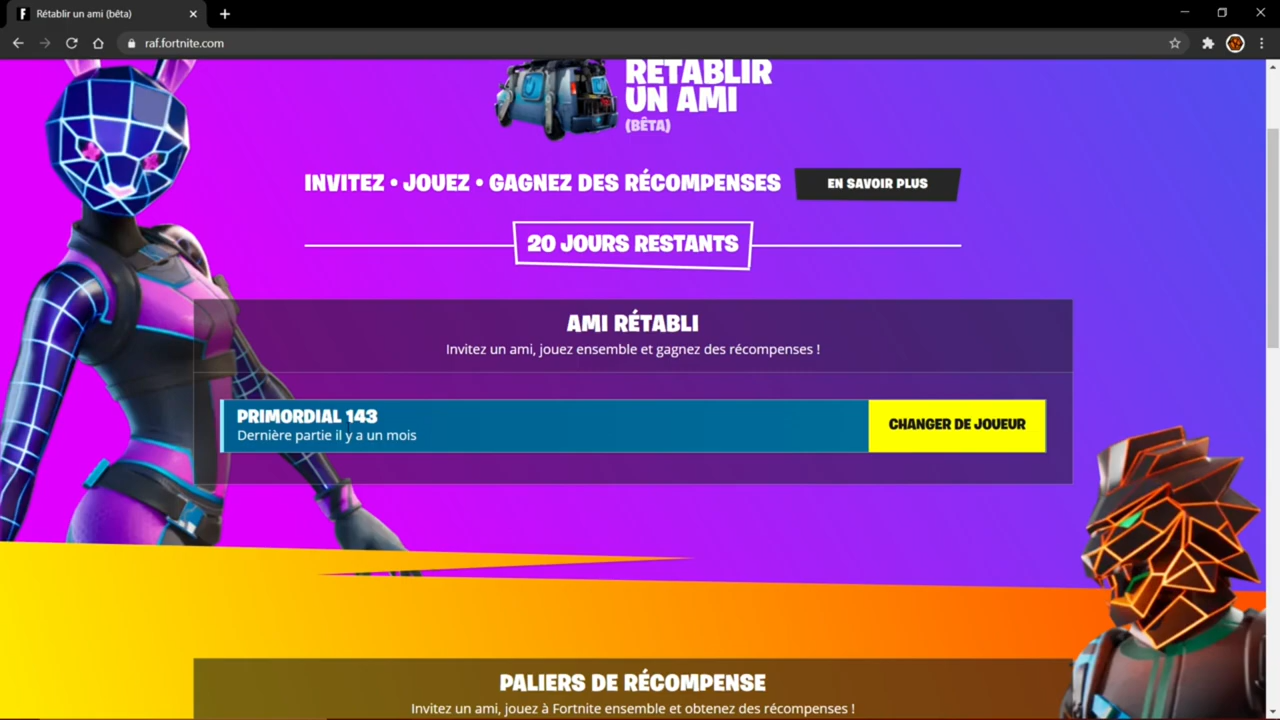 Rétablir un ami (bêta)
raf.fortnite.com
RÉTABLIR
UN AMI
(BÊTA)
INVITEZ • JOUEZ • GAGNEZ DES RÉCOMPENSES
EN SAVOIR PLUS
20 JOURS RESTANTS
AMI RÉTABLI
Invitez un ami, jouez ensemble et gagnez des récompenses !
PRIMORDIAL 143
Dernière partie il y a un mois
CHANGER DE JOUEUR
PALIERS DE RÉCOMPENSE
Invitez un ami, jouez à Fortnite ensemble et obtenez des récompenses !